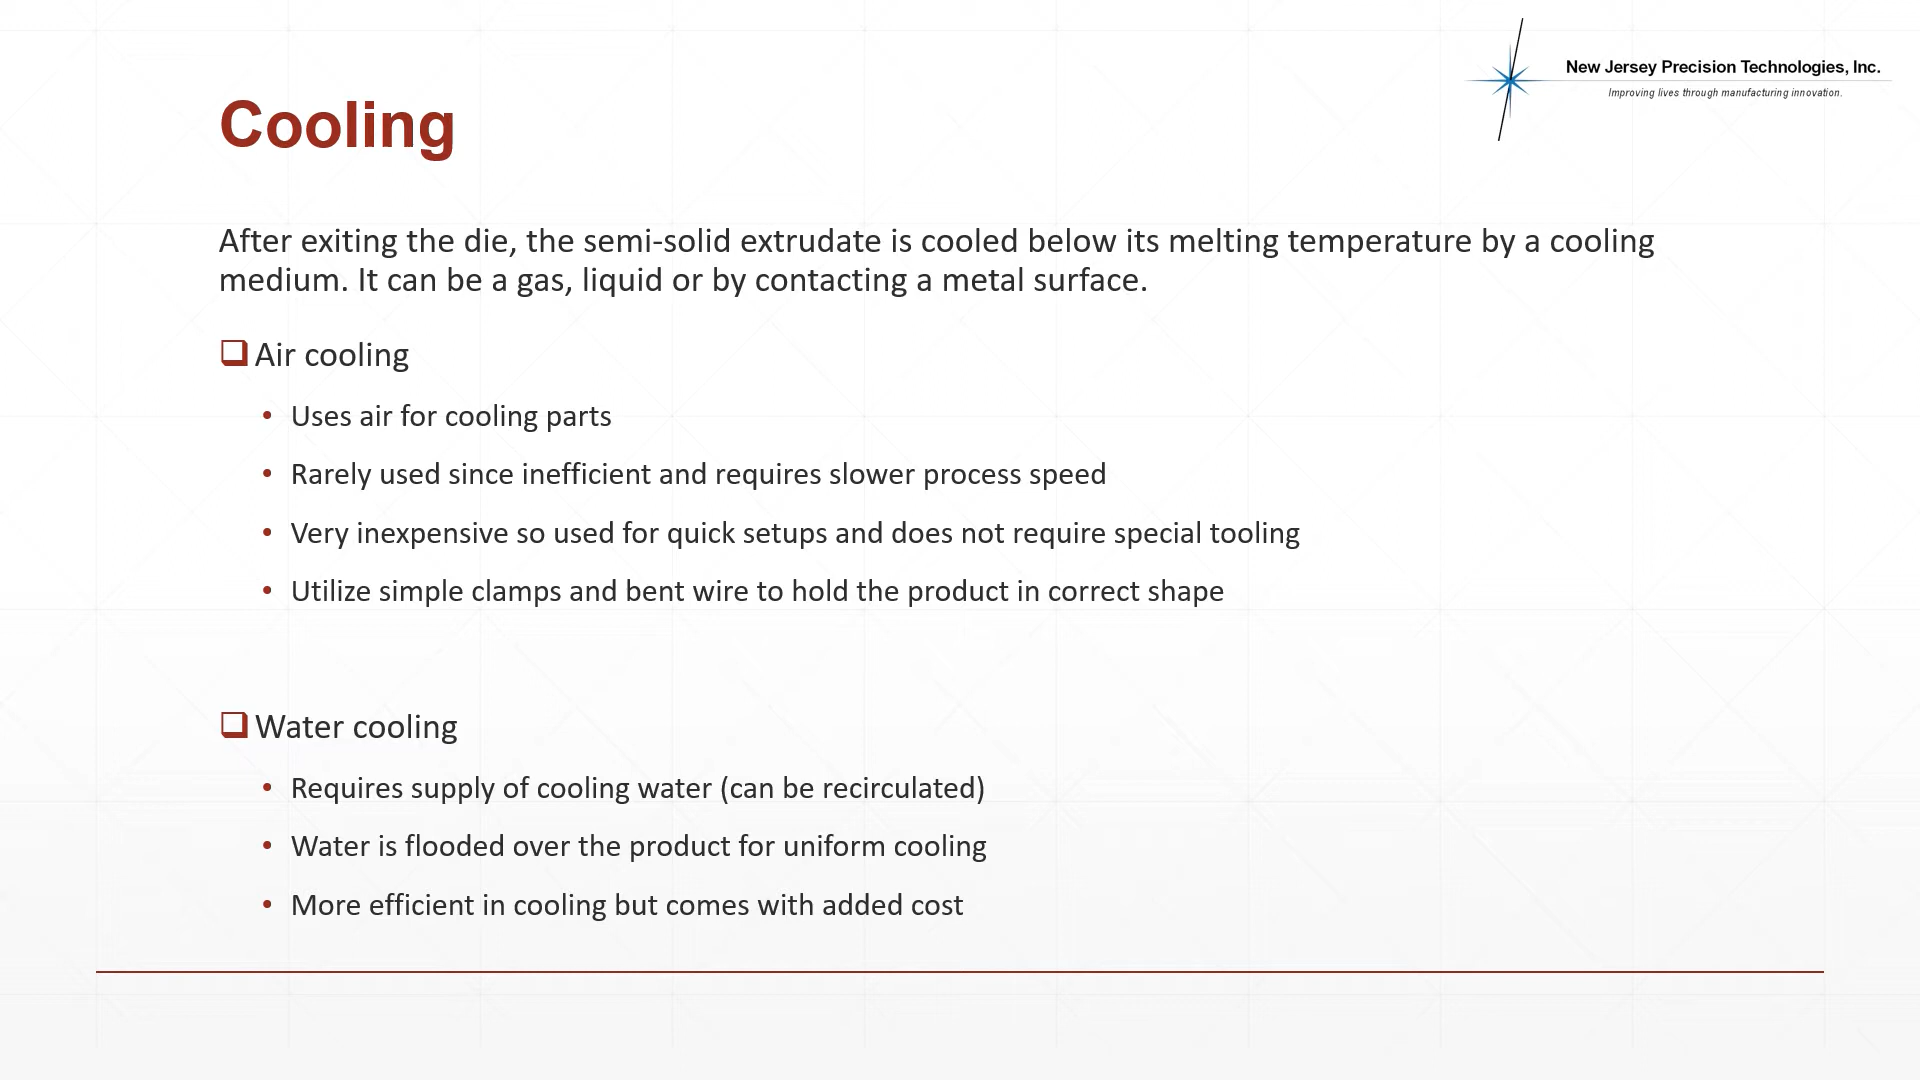 New Jersey Precision Technologies, Inc.
Improving lives through manufacturing innovation.
Cooling
After exiting the die, the semi-solid extrudate is cooled below its melting temperature by a cooling
medium. It can be a gas, liquid or by contacting a metal surface.
Air cooling
• Uses air for cooling parts
• Rarely used since inefficient and requires slower process speed
• Very inexpensive so used for quick setups and does not require special tooling
• Utilize simple clamps and bent wire to hold the product in correct shape
Water cooling
• Requires supply of cooling water (can be recirculated)
• Water is flooded over the product for uniform cooling
• More efficient in cooling but comes with added cost